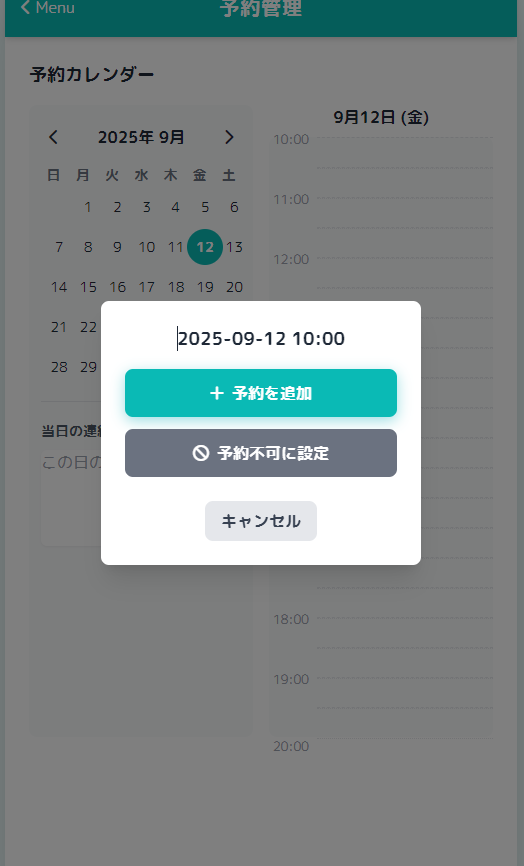 Menu
予約管理
予約カレンダー
2025年 9月
日 月 火 水 木 金 土
1 2 3 4 5 6
7 8 9 10 11 12 13
14 15 16 17 18 19 20
21 22
28 29
当日の連
この日の
9月12日 (金)
10:00
11:00
12:00
18:00
19:00
20:00
2025-09-12 10:00
+ 予約を追加
予約不可に設定
キャンセル